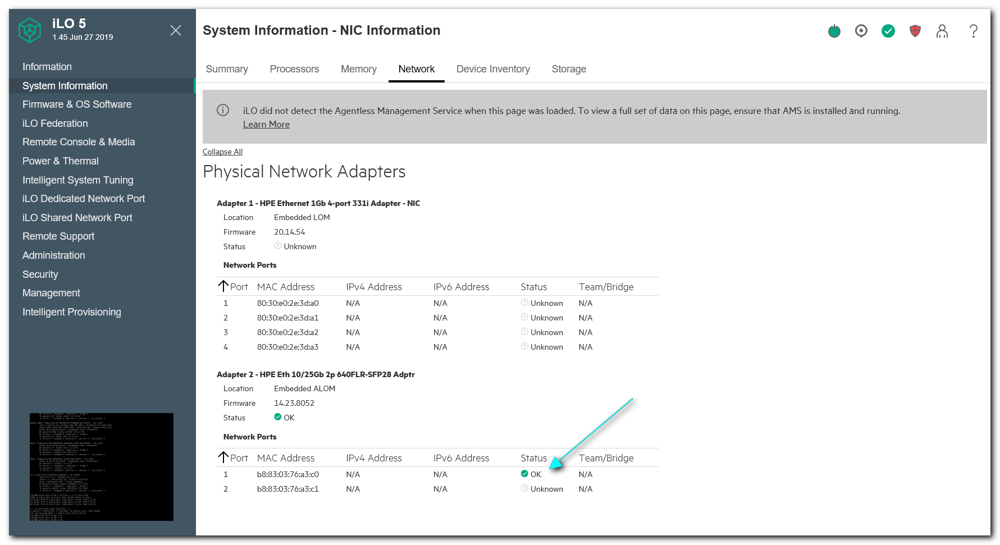 iLO 5
1.45 Jun 27 2019
Information
System Information
Firmware & OS Software
iLO Federation
Remote Console & Media
Power & Thermal
Intelligent System Tuning
iLO Dedicated Network Port
iLO Shared Network Port
Remote Support
Administration
Security
Management
Intelligent Provisioning
System Information - NIC Information
Summary Processors Memory Network Device Inventory Storage
iLO did not detect the Agentless Management Service when this page was loaded. To view a full set of data on this page, ensure that AMS is installed and running.
Learn More
Collapse All
Physical Network Adapters
Adapter 1 - HPE Ethernet 1Gb 4-port 331i Adapter - NIC
Location Embedded LOM
Firmware 20.14.54
Status Unknown
Network Ports
Port MAC Address IPv4 Address IPv6 Address Status Team/Bridge
1 80:30:e0:2e:3d:a0 N/A N/A Unknown N/A
2 80:30:e0:2e:3d:a1 N/A N/A Unknown N/A
3 80:30:e0:2e:3d:a2 N/A N/A Unknown N/A
4 80:30:e0:2e:3d:a3 N/A N/A Unknown N/A
Adapter 2 - HPE Eth 10/25Gb 2p 640FLR-SFP28 Adptr
Location Embedded ALOM
Firmware 14.23.8052
Status OK
Network Ports
Port MAC Address IPv4 Address IPv6 Address Status Team/Bridge
1 b8:83:03:76:a3:c0 N/A N/A OK N/A
2 b8:83:03:76:a3:c1 N/A N/A Unknown N/A